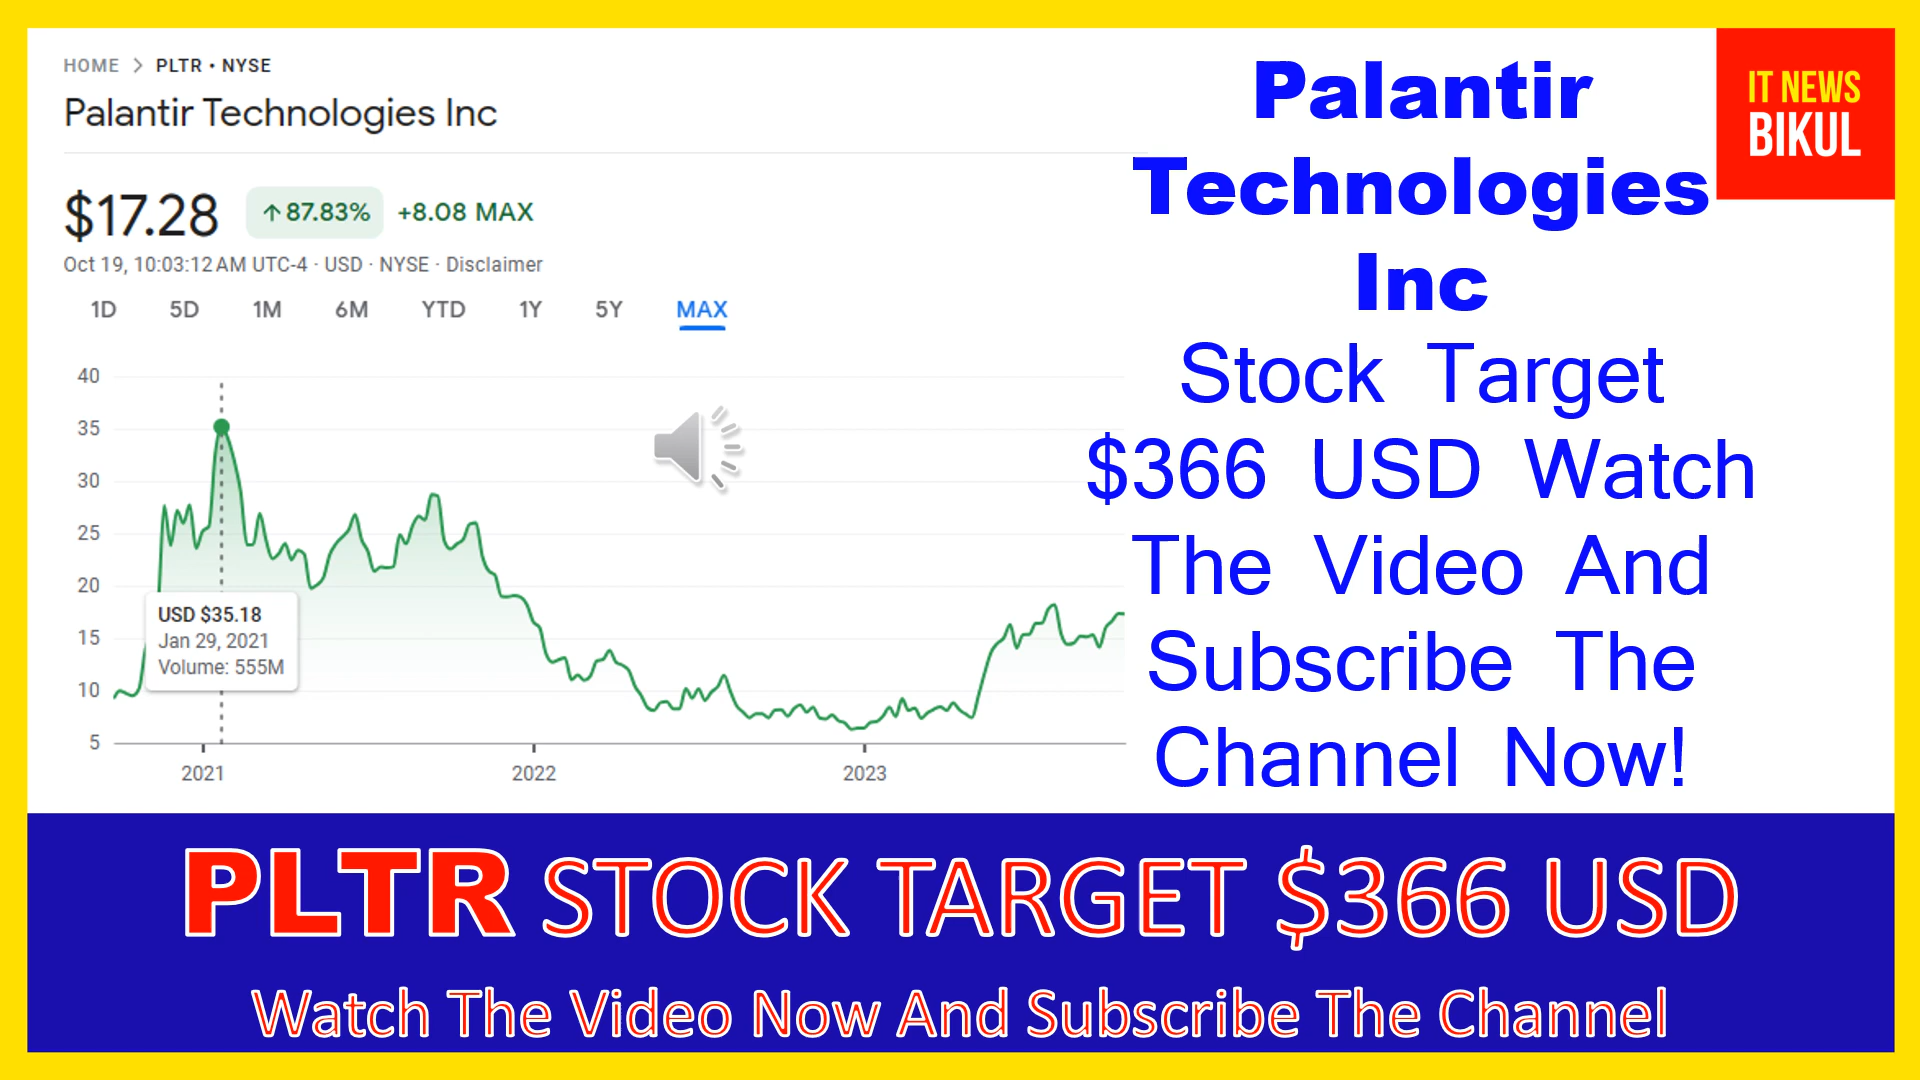 HOME > PLTR • NYSE
Palantir Technologies Inc
$17.28 ↑87.83% +8.08 MAX
Oct 19, 10:03:12 AM UTC-4 · USD · NYSE · Disclaimer
1D 5D 1M 6M YTD 1Y 5Y MAX
40
35
30
25
20
15
10
5
USD $35.18
Jan 29, 2021
Volume: 555M
2021 2022 2023
Palantir
Technologies
Inc
Stock Target
$366 USD Watch
The Video And
Subscribe The
Channel Now!
IT NEWS
BIKUL
PLTR STOCK TARGET $366 USD
Watch The Video Now And Subscribe The Channel